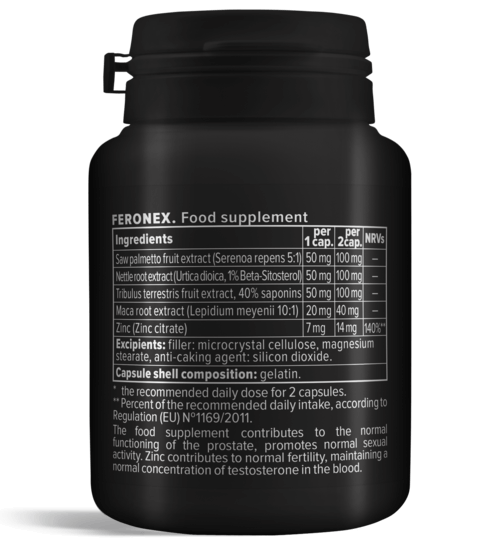 FERONEX. Food supplement
Ingredients per 1 cap. per 2cap. NRVs
Saw palmetto fruit extract (Serenoa repens 5:1) 50 mg 100 mg –
Nettle root extract (Urtica dioica, 1% Beta-Sitosterol) 50 mg 100 mg –
Tribulus terrestris fruit extract, 40% saponins 50 mg 100 mg –
Maca root extract (Lepidium meyenii 10:1) 20 mg 40 mg –
Zinc (Zinc citrate) 7 mg 14 mg 140%**
Excipients: filler: microcrystal cellulose, magnesium
stearate, anti-caking agent: silicon dioxide.
Capsule shell composition: gelatin.
* the recommended daily dose for 2 capsules.
** Percent of the recommended daily intake, according to
Regulation (EU) Nº1169/2011.
The food supplement contributes to the normal
functioning of the prostate, promotes normal sexual
activity. Zinc contributes to normal fertility, maintaining a
normal concentration of testosterone in the blood.